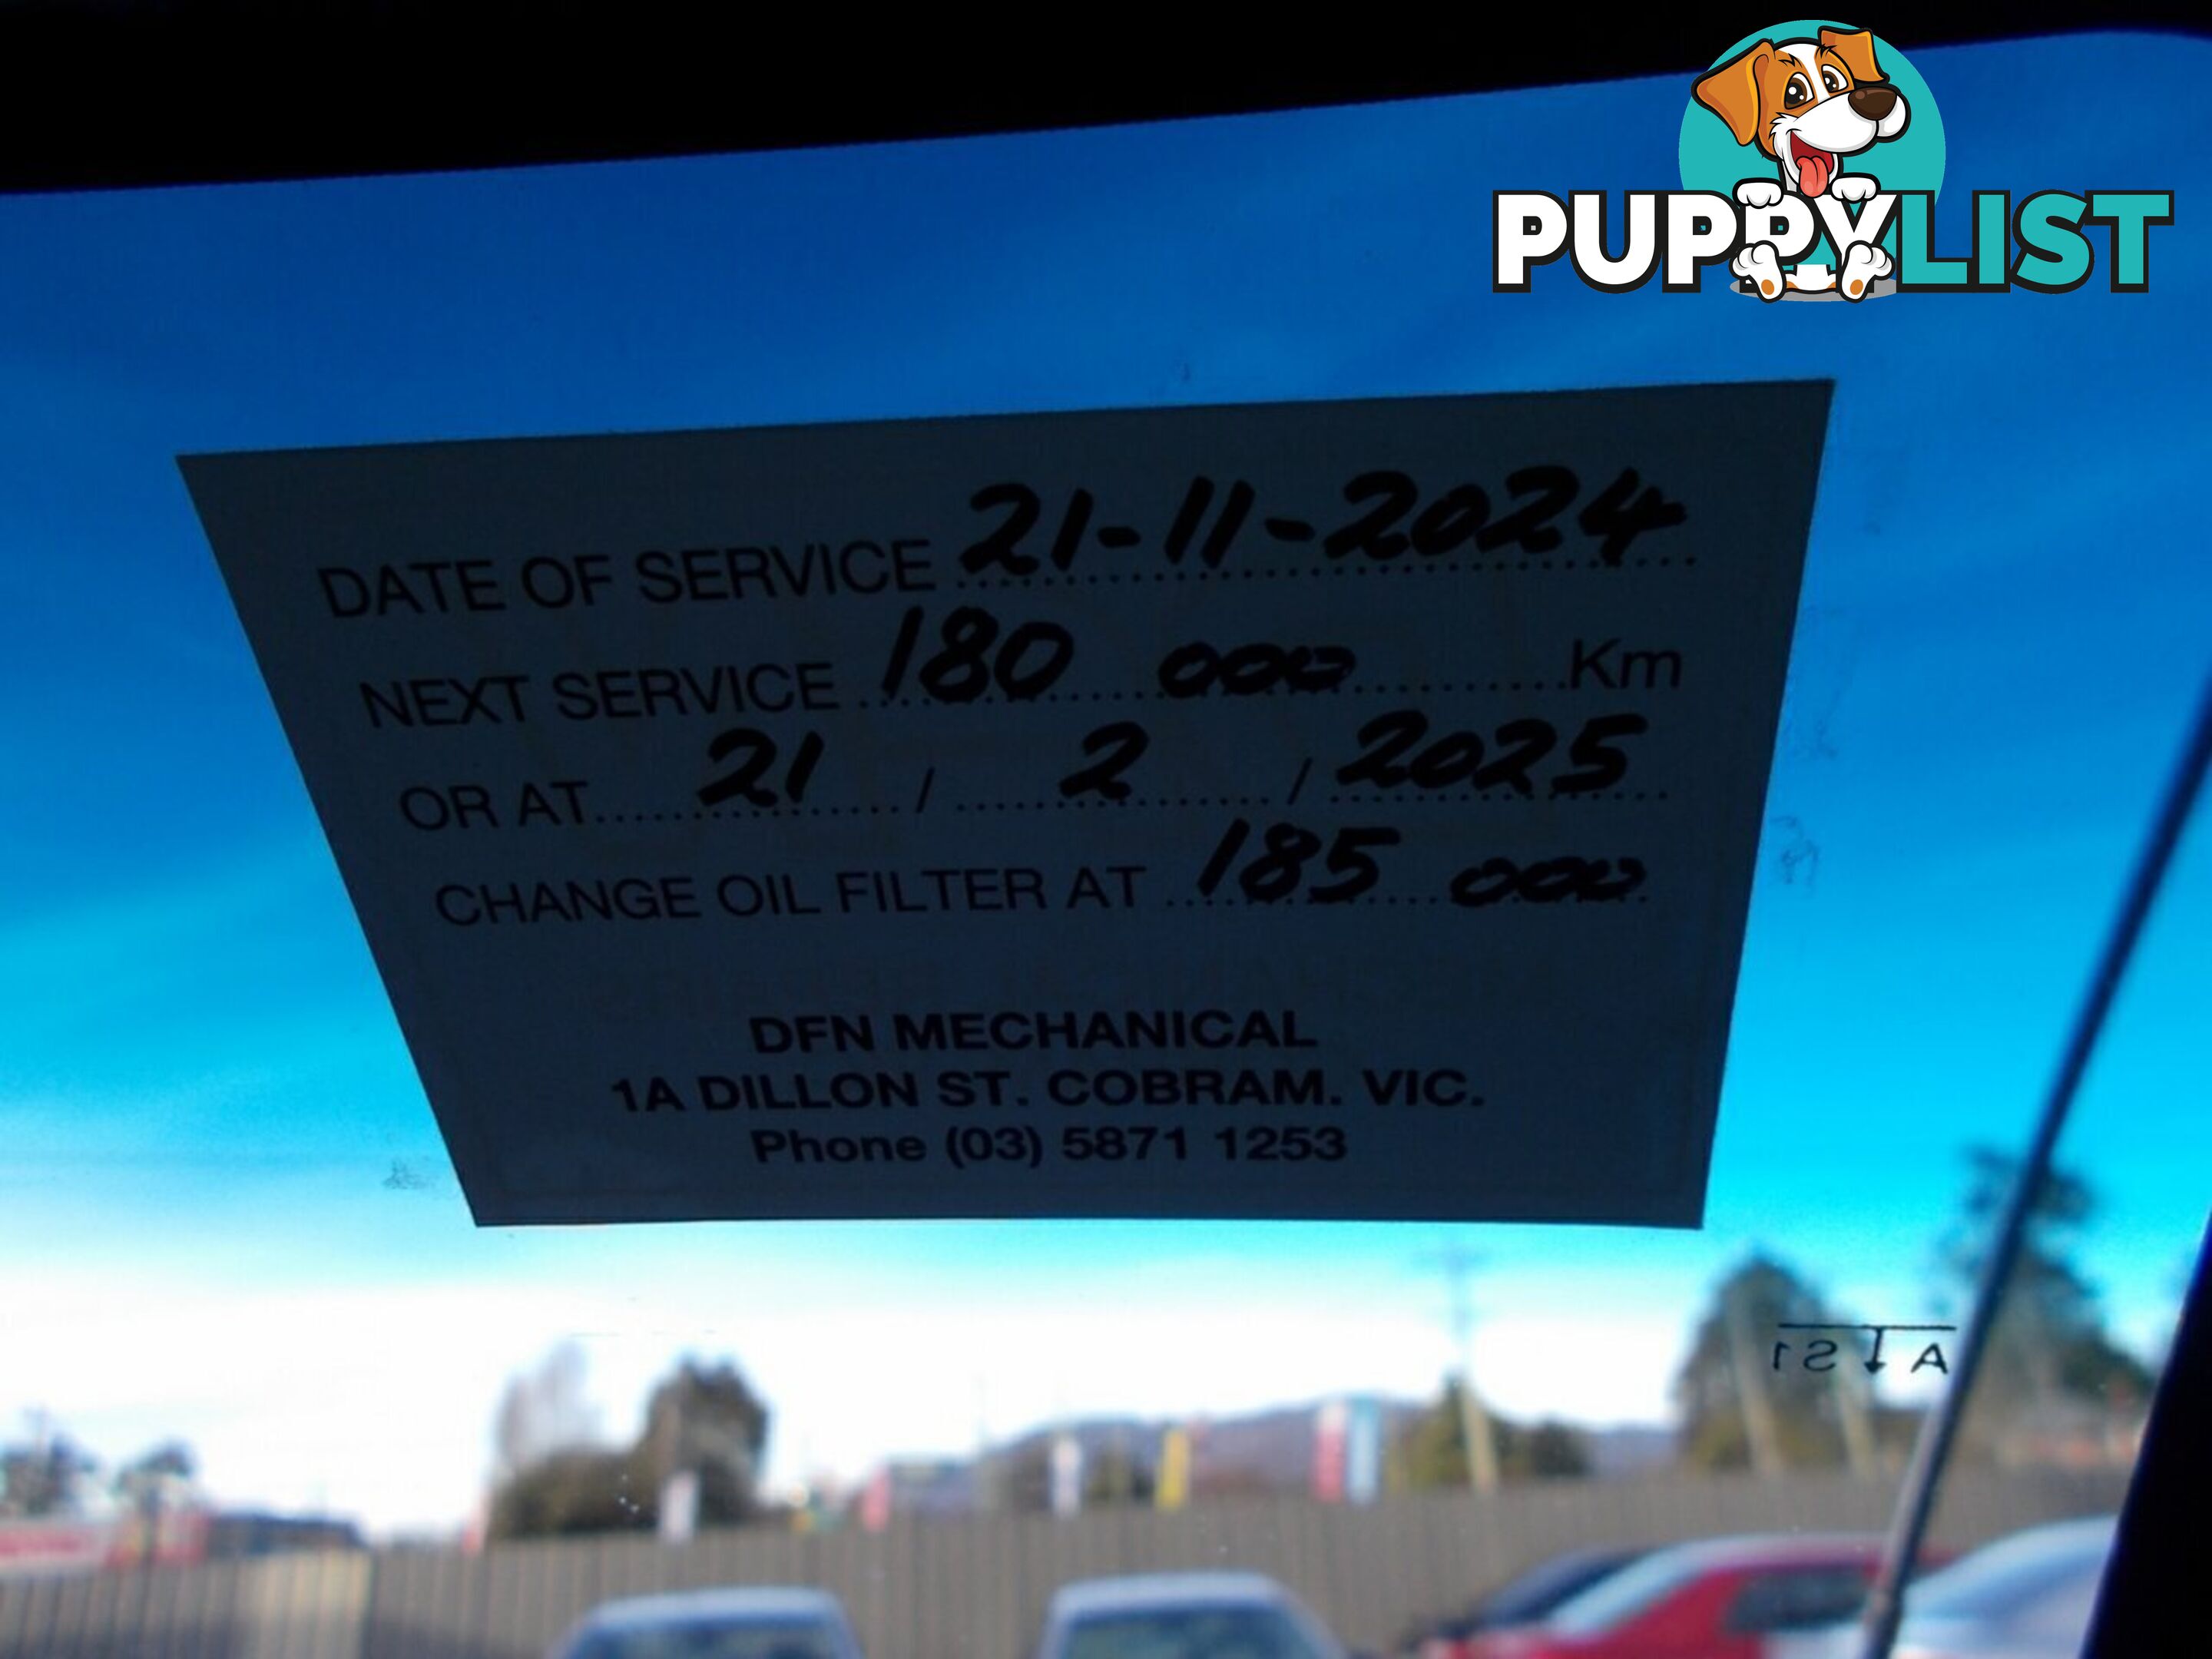 PUPPYLIST
DATE OF SERVICE 21-11-2024
NEXT SERVICE 180 000 Km
OR AT 21 / 2 / 2025
CHANGE OIL FILTER AT 185 000
DFN MECHANICAL
1A DILLON ST. COBRAM. VIC.
Phone (03) 5871 1253
A↓S1